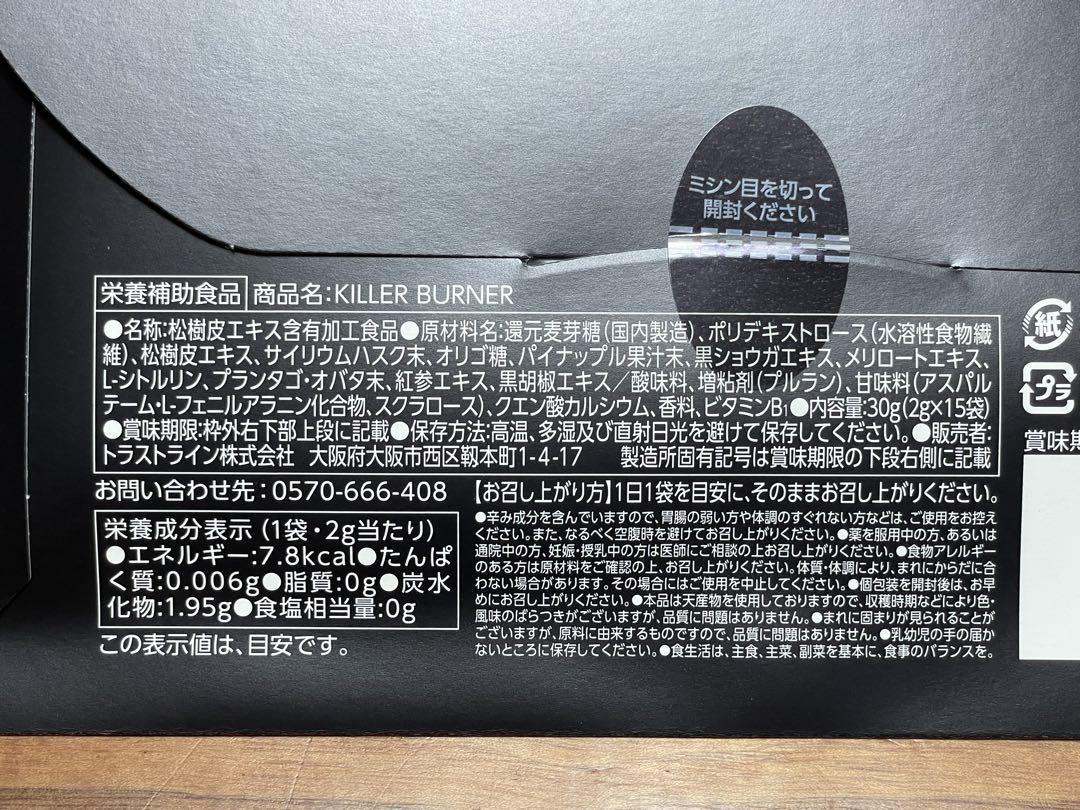 ミシン目を切って
開封ください
栄養補助食品 商品名:KILLER BURNER
●名称:松樹皮エキス含有加工食品●原材料名:還元麦芽糖(国内製造)、ポリデキストロース(水溶性食物繊
維)、松樹皮エキス、サイリウムハスク末、オリゴ糖、パイナップル果汁末、黒ショウガエキス、メリロートエキス、
L-シトルリン、プランタゴ・オバタ末、紅参エキス、黒胡椒エキス/酸味料、増粘剤(プルラン)、甘味料(アスパル
テーム・L-フェニルアラニン化合物、スクラロース)、クエン酸カルシウム、香料、ビタミンB₁●内容量:30g(2g×15袋)
●賞味期限:枠外右下部上段に記載●保存方法:高温、多湿及び直射日光を避けて保存してください。●販売者:
トラストライン株式会社 大阪府大阪市西区靱本町1-4-17 製造所固有記号は賞味期限の下段右側に記載
お問い合わせ先:0570-666-408
【お召し上がり方】1日1袋を目安に、そのままお召し上がりください。
栄養成分表示(1袋・2g当たり)
●エネルギー:7.8kcal●たんぱ
く質:0.006g●脂質:0g●炭水
化物:1.95g●食塩相当量:0g
この表示値は、目安です。
●辛み成分を含んでいますので、胃腸の弱い方や体調のすぐれない方などは、ご使用をお控え
ください。また、なるべく空腹時を避けてお召し上がりください。●薬を服用中の方、あるいは
通院中の方、妊娠・授乳中の方は医師にご相談の上お召し上がりください。●食物アレルギー
のある方は原材料をご確認の上、お召し上がりください。体質・体調により、まれにからだに合
わない場合があります。その場合にはご使用を中止してください。●個包装を開封後は、お早
めにお召し上がりください。●本品は天産物を使用しておりますので、収穫時期などにより色・
風味のばらつきがございますが、品質に問題はありません。●まれに固まりが見られることが
ございますが、原料に由来するものですので、品質に問題はありません。●乳幼児の手の届か
ないところに保存してください。●食生活は、主食、主菜、副菜を基本に、食事のバランスを。
紙
プラ
賞味期